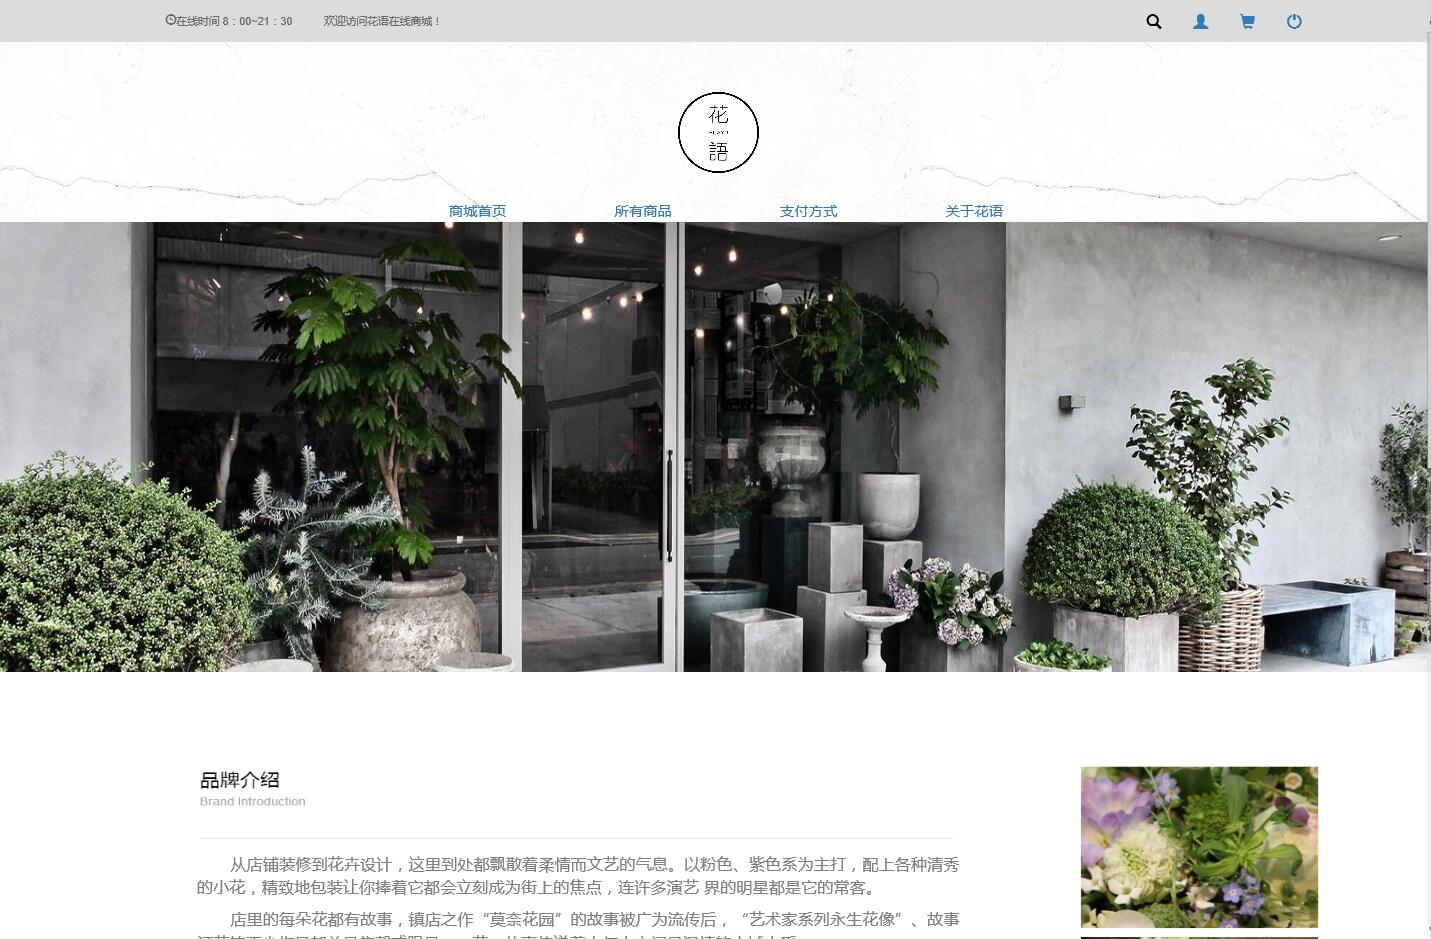 在线时间 8：00~21：30 欢迎访问花语在线商城！
花
語
商城首页 所有商品 支付方式 关于花语
品牌介绍
Brand Introduction
从店铺装修到花卉设计，这里到处都飘散着柔情而文艺的气息。以粉色、紫色系为主打，配上各种清秀
的小花，精致地包装让你捧着它都会立刻成为街上的焦点，连许多演艺 界的明星都是它的常客。
店里的每朵花都有故事，镇店之作“莫奈花园”的故事被广为流传后，“艺术家系列永生花像”、故事